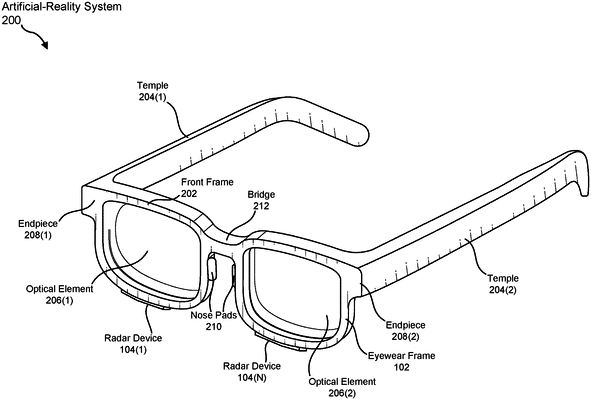 Artificial-Reality System
200
Temple
204(1)
Front Frame
202
Bridge
212
Endpiece
208(1)
Temple
204(2)
Optical Element
206(1)
Nose Pads
210
Endpiece
208(2)
Radar Device
104(1)
Eyewear Frame
102
Radar Device
104(N)
Optical Element
206(2)